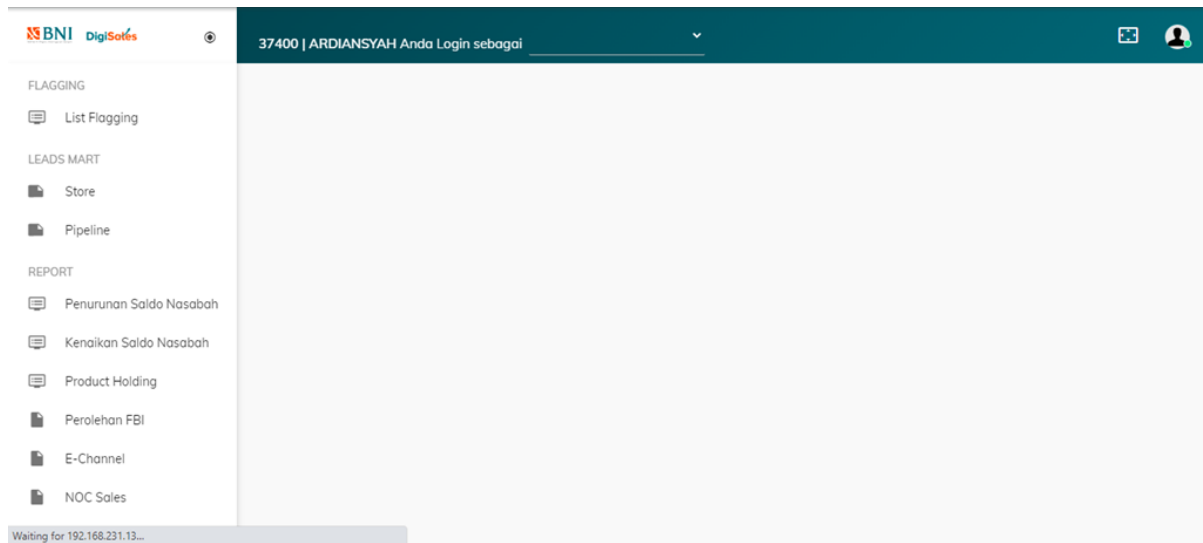 BNI DigiSales
37400 | ARDIANSYAH Anda Login sebagai
FLAGGING
List Flagging
LEADS MART
Store
Pipeline
REPORT
Penurunan Saldo Nasabah
Kenaikan Saldo Nasabah
Product Holding
Perolehan FBI
E-Channel
NOC Sales
Waiting for 192.168.231.13...